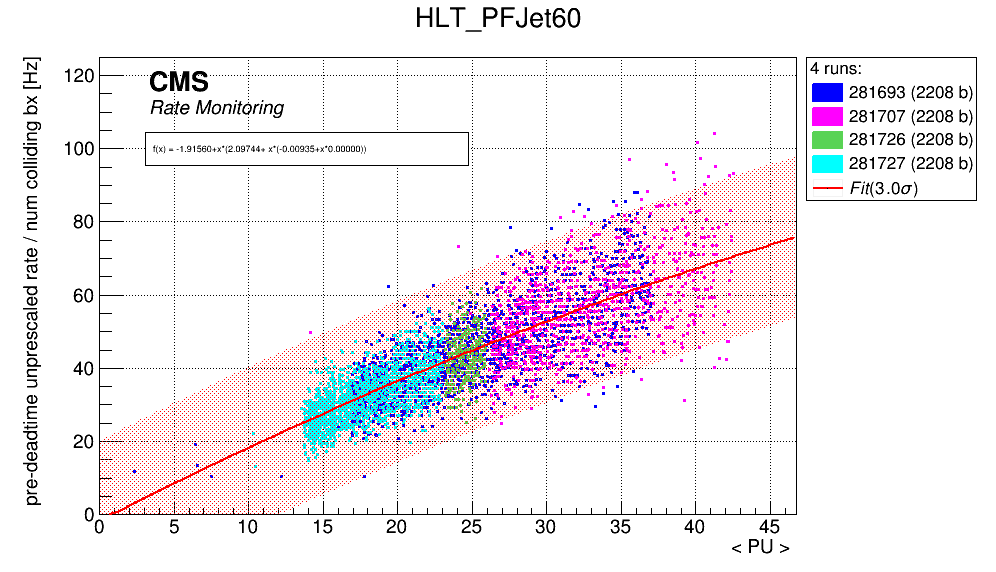 HLT_PFJet60
pre-deadtime unprescaled rate / num colliding bx [Hz]
120
100
80
60
40
20
0
CMS
Rate Monitoring
f(x) = -1.91560+x*(2.09744+ x*(-0.00935+x*0.00000))
0 5 10 15 20 25 30 35 40 45
< PU >
4 runs:
281693 (2208 b)
281707 (2208 b)
281726 (2208 b)
281727 (2208 b)
Fit(3.0σ)